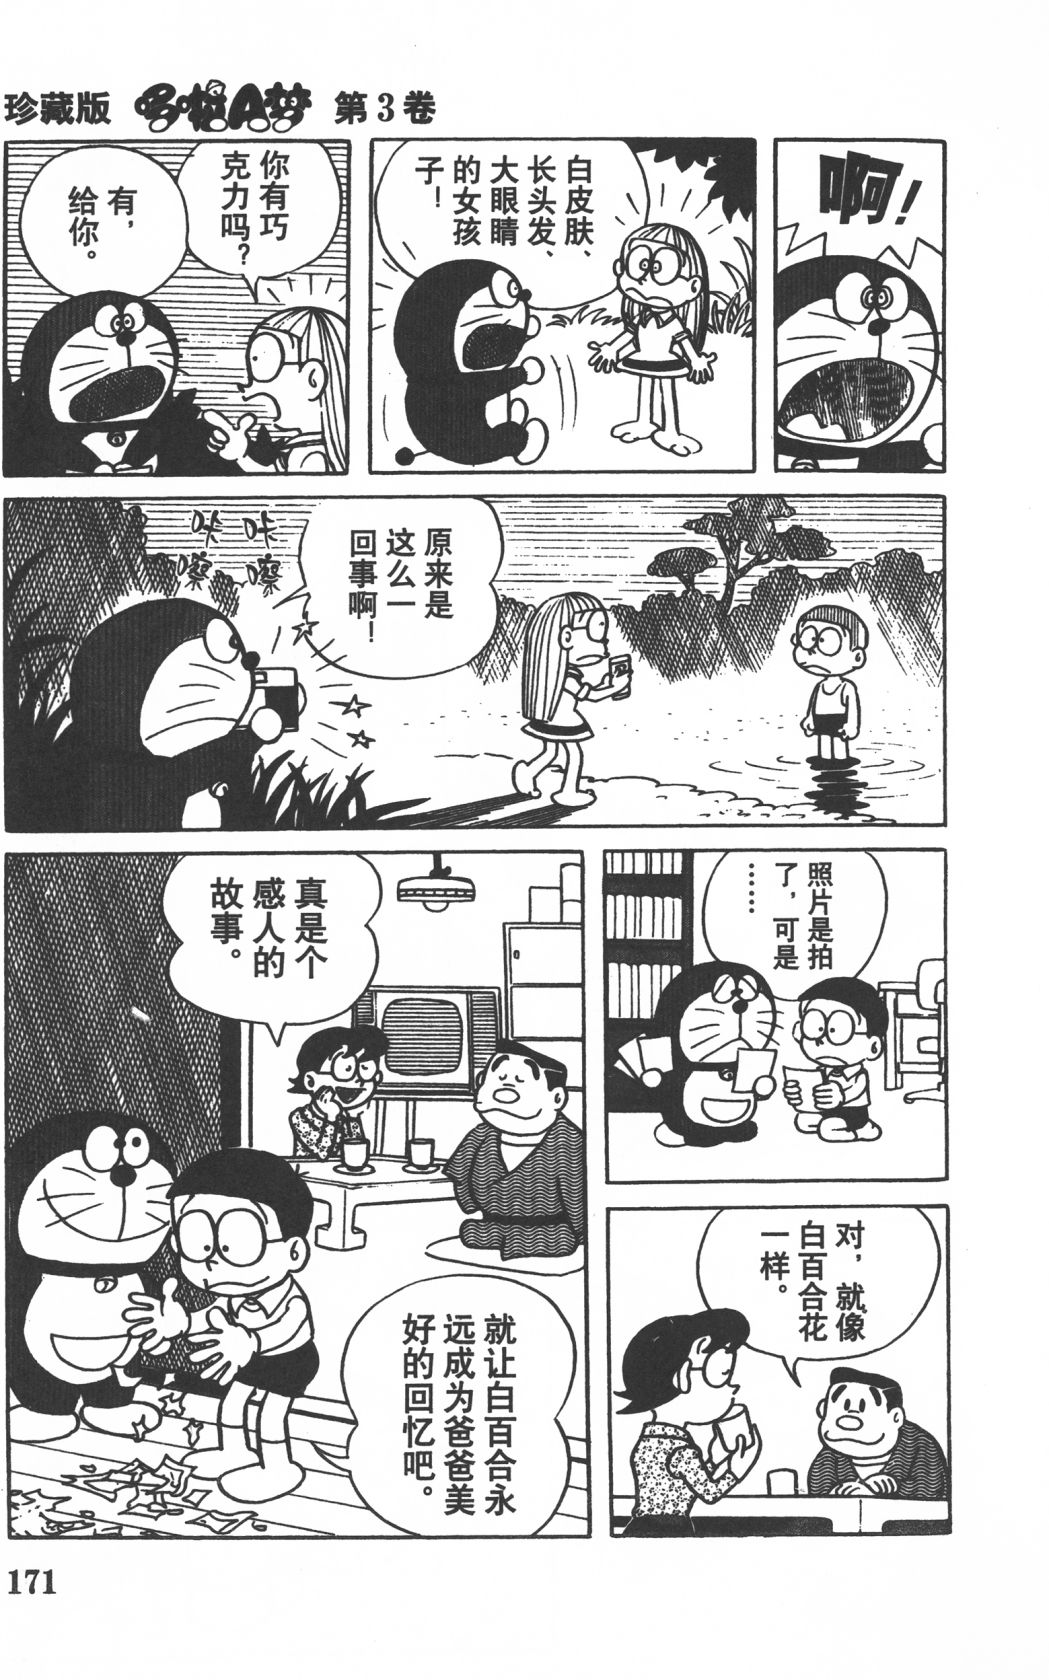 珍藏版 哆啦A梦 第3卷
啊！
白皮肤、
长头发、
大眼睛
的女孩
子！
你有巧
克力吗？
有，
给你。
原来是
这么一
回事啊！
咔嚓
咔嚓
照片是拍
了，可是
……
对，就像
白百合花
一样。
真是个
感人的
故事。
就让白百合永
远成为爸爸美
好的回忆吧。
171